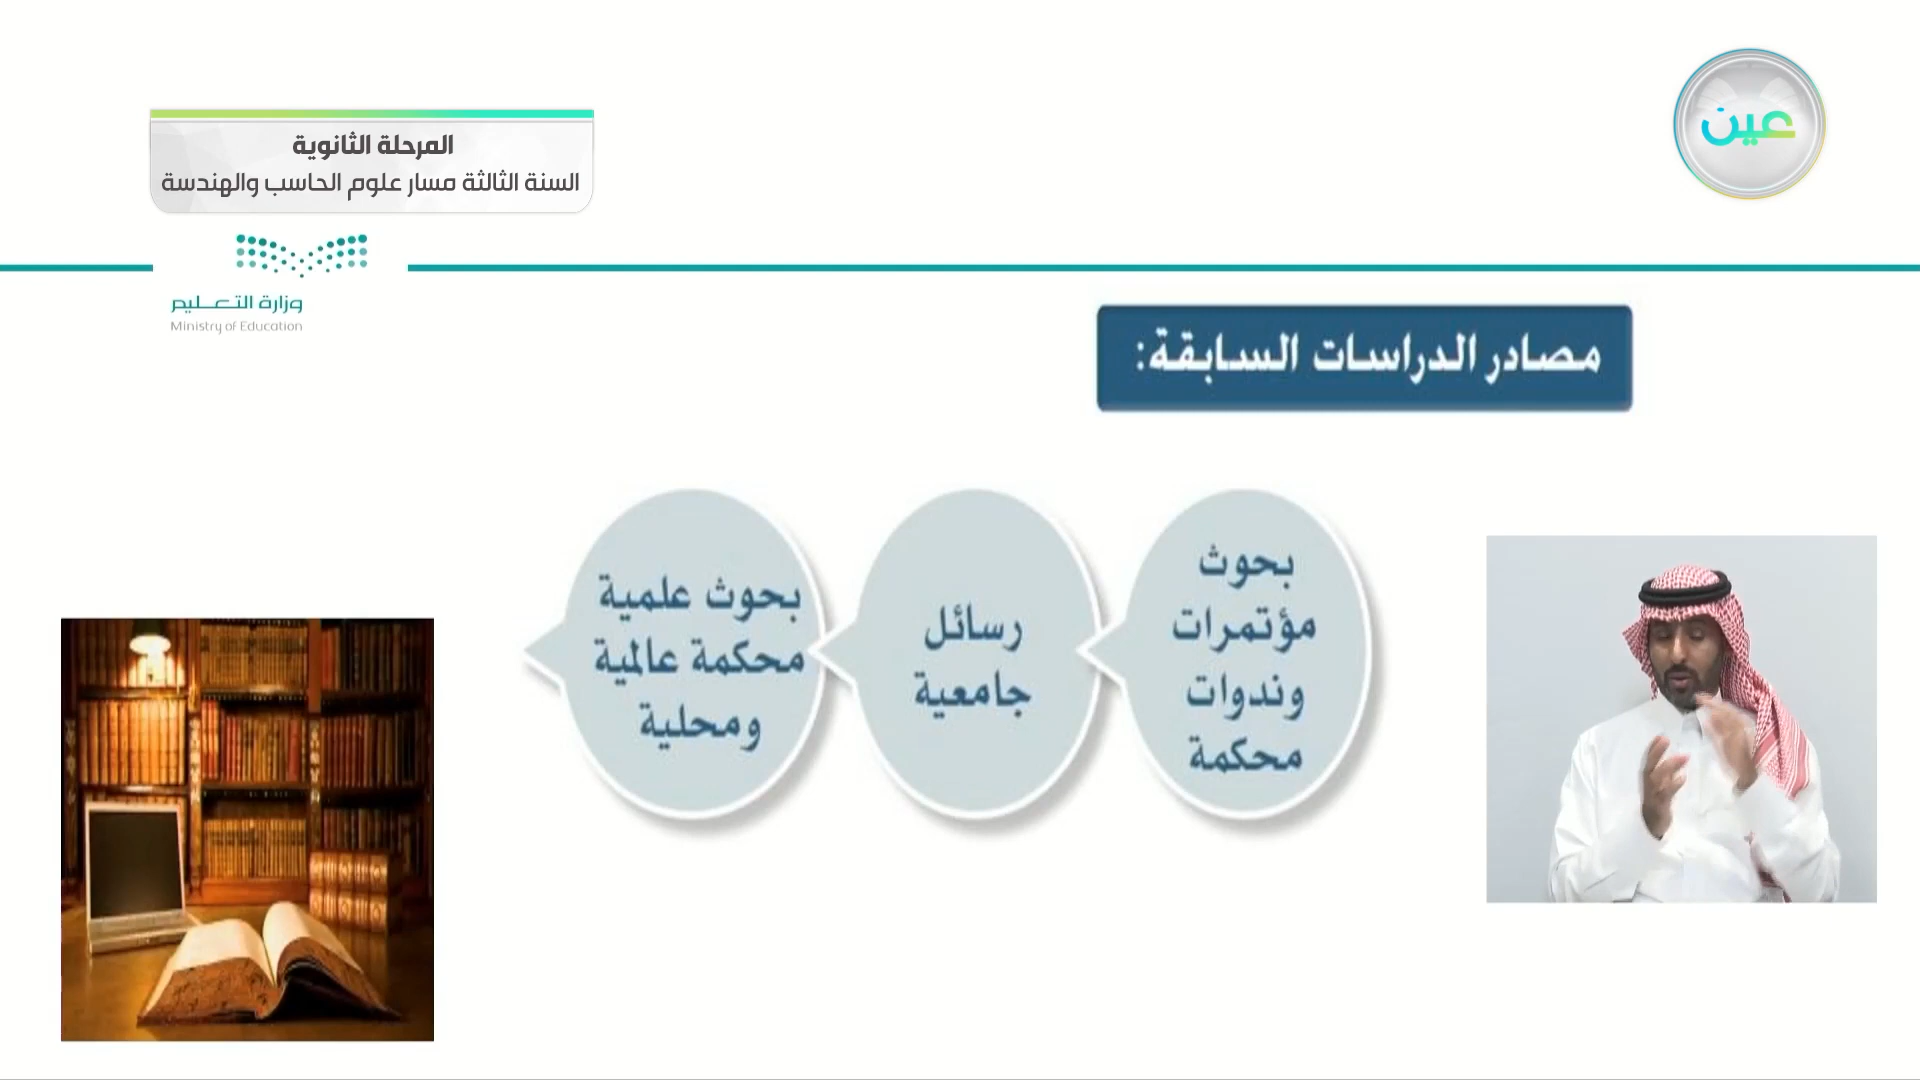 عين
المرحلة الثانوية
السنة الثالثة مسار علوم الحاسب والهندسة
وزارة التعليم
Ministry of Education
مصادر الدراسات السابقة:
بحوث
مؤتمرات
وندوات
محكمة
رسائل
جامعية
بحوث علمية
محكمة عالمية
ومحلية